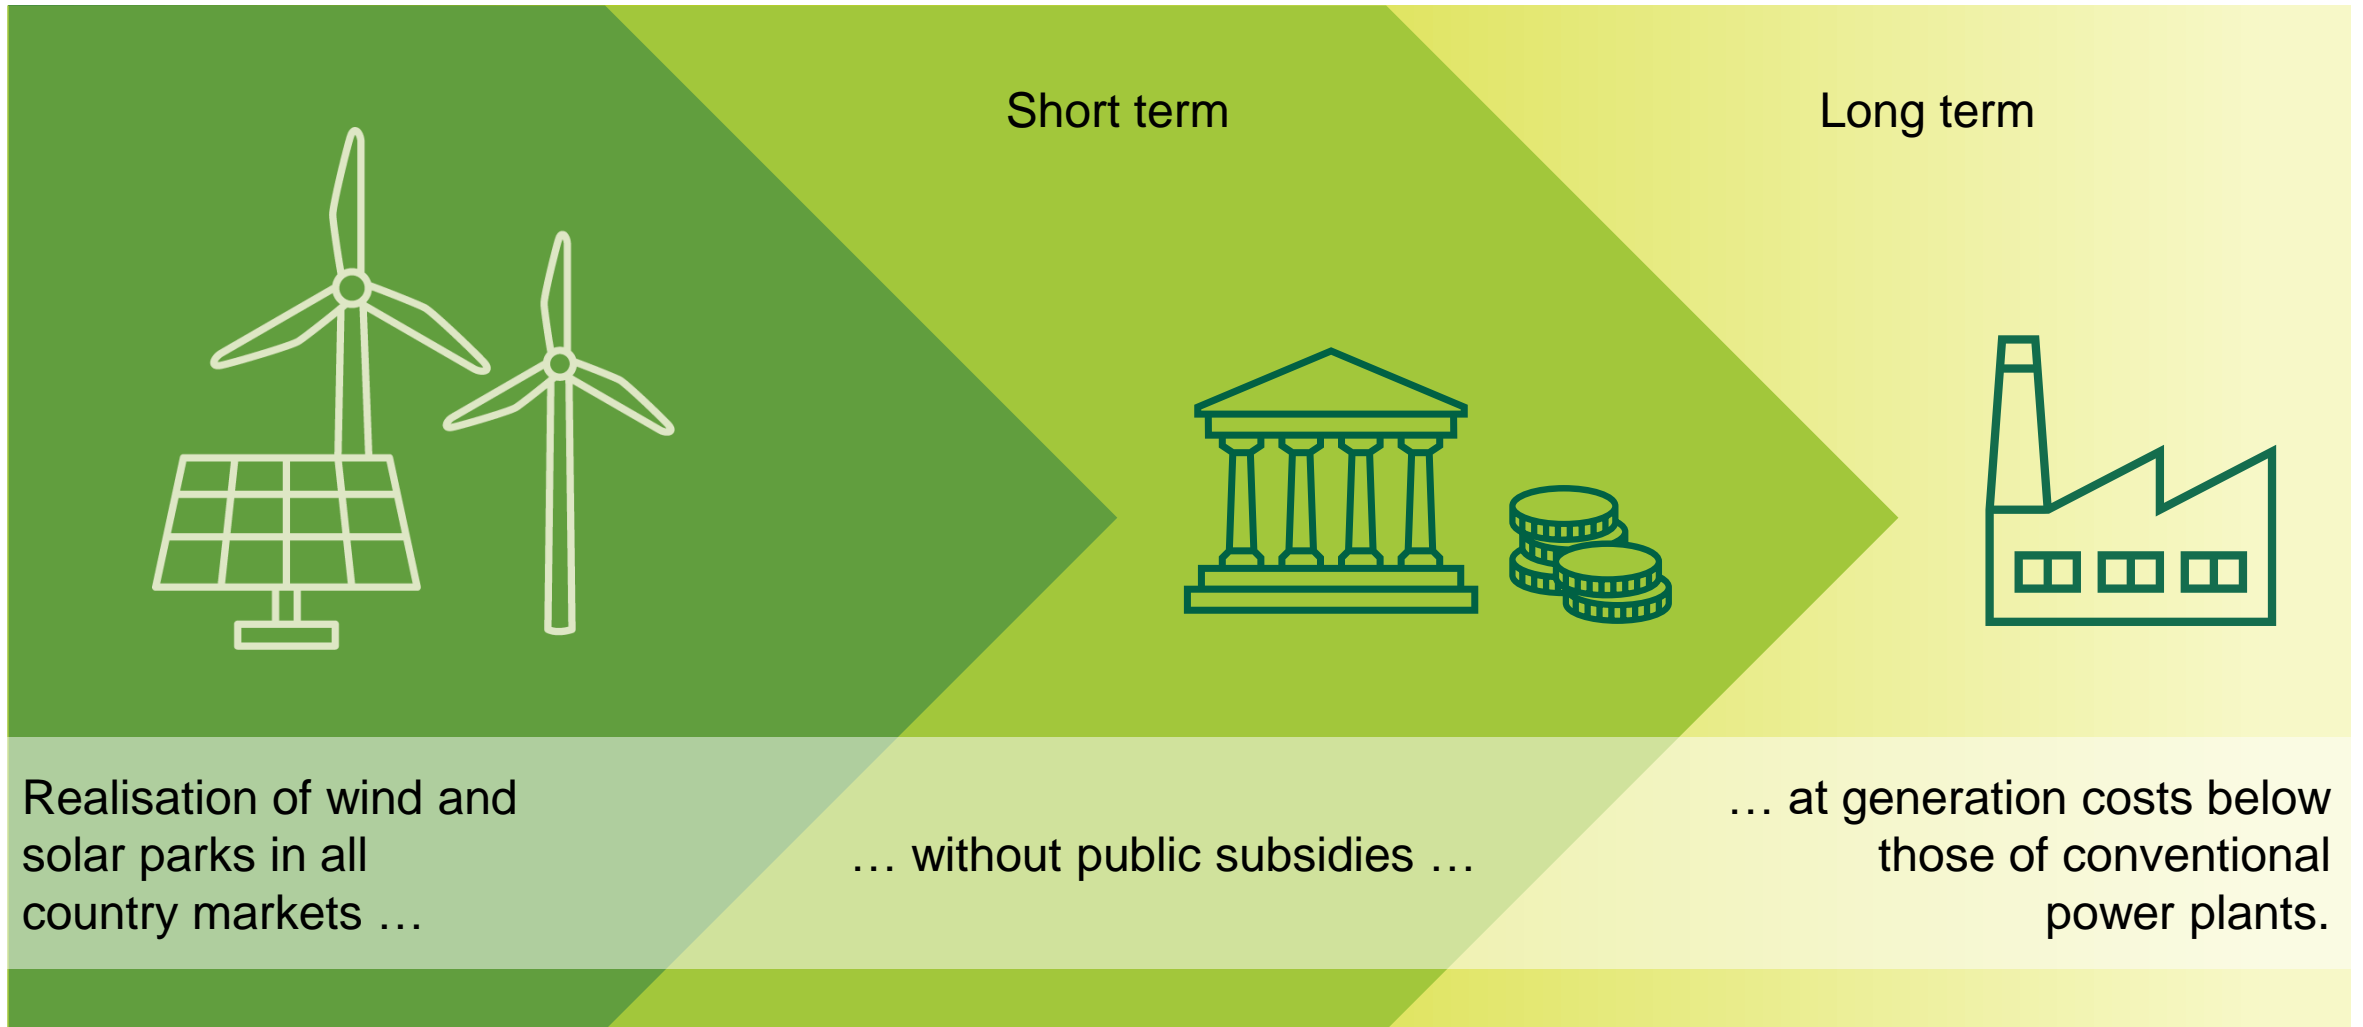 Short term
Long term
Realisation of wind and
solar parks in all
country markets …
… without public subsidies …
… at generation costs below
those of conventional
power plants.